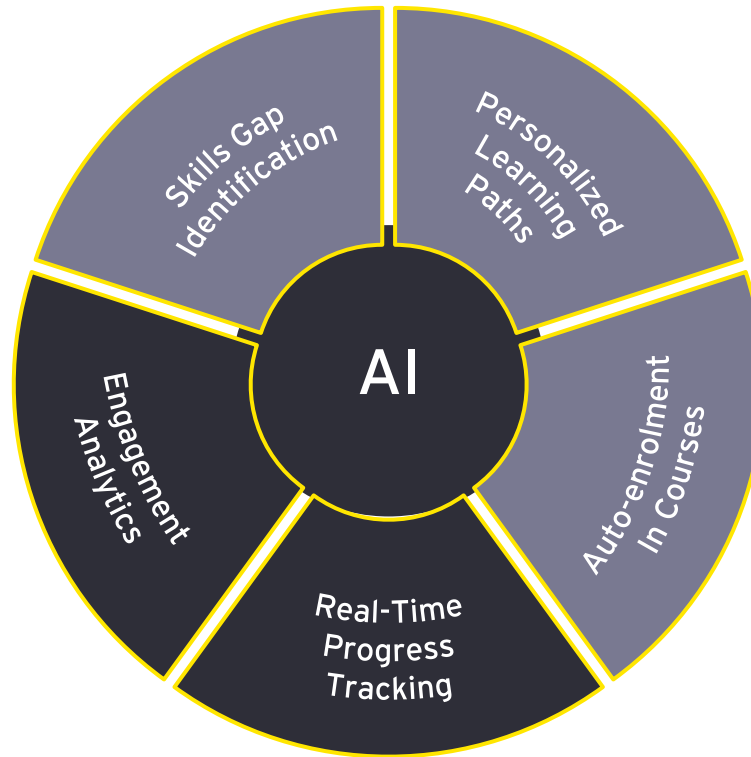 Skills Gap
Identification
Personalized
Learning
Paths
AI
Engagement
Analytics
Auto-enrolment
In Courses
Real-Time
Progress
Tracking